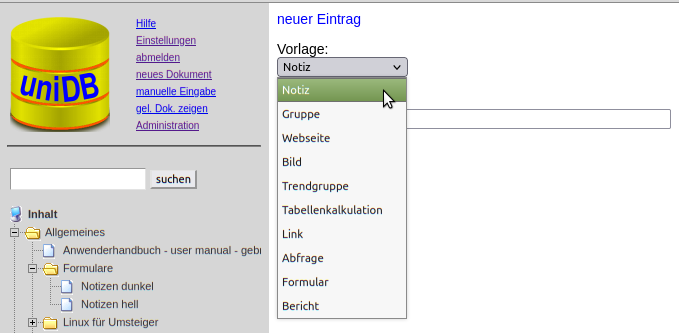 uniDB
Hilfe
Einstellungen
abmelden
neues Dokument
manuelle Eingabe
gel. Dok. zeigen
Administration
suchen
Inhalt
Allgemeines
Anwenderhandbuch - user manual - gebr
Formulare
Notizen dunkel
Notizen hell
Linux für Umsteiger
neuer Eintrag
Vorlage:
Notiz
Notiz
Gruppe
Webseite
Bild
Trendgruppe
Tabellenkalkulation
Link
Abfrage
Formular
Bericht